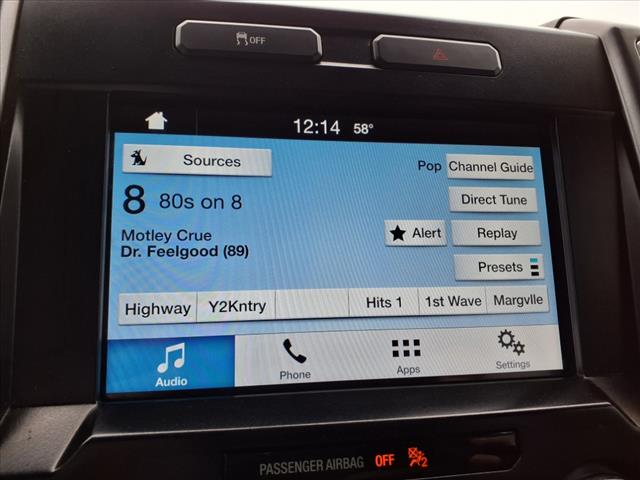 OFF
12:14 58°
Sources
Pop Channel Guide
8 80s on 8
Direct Tune
Motley Crue
Alert Replay
Dr. Feelgood (89)
Presets
Highway Y2Kntry Hits 1 1st Wave Margvlle
Audio Phone Apps Settings
PASSENGER AIRBAG OFF 2